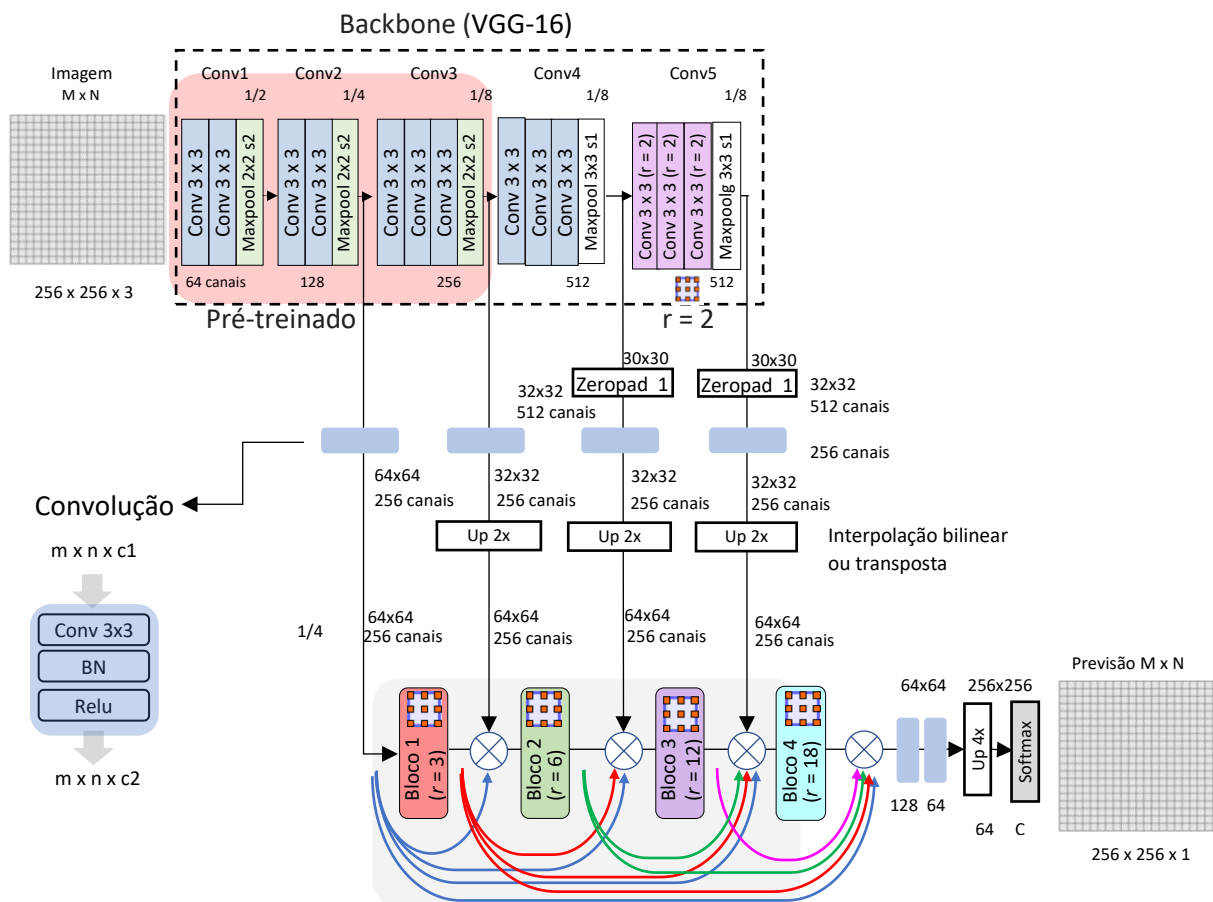 Backbone (VGG-16)
Imagem
M x N
Conv1
Conv2
Conv3
Conv4
Conv5
1/2
1/4
1/8
1/8
1/8
Conv 3 x 3
Conv 3 x 3
Maxpool 2x2 s2
Conv 3 x 3
Conv 3 x 3
Maxpool 2x2 s2
Conv 3 x 3
Conv 3 x 3
Conv 3 x 3
Maxpool 2x2 s2
Conv 3 x 3
Conv 3 x 3
Conv 3 x 3
Maxpool 3x3 s1
Conv 3 x 3 (r = 2)
Conv 3 x 3 (r = 2)
Conv 3 x 3 (r = 2)
Maxpoolg 3x3 s1
64 canais
128
256
512
512
256 x 256 x 3
Pré-treinado
r = 2
30x30
30x30
Zeropad 1
Zeropad 1
32x32
512 canais
32x32
512 canais
256 canais
64x64
256 canais
32x32
256 canais
32x32
256 canais
32x32
256 canais
Convolução
m x n x c1
Conv 3x3
BN
Relu
m x n x c2
Up 2x
Up 2x
Up 2x
Interpolação bilinear
ou transposta
1/4
64x64
256 canais
64x64
256 canais
64x64
256 canais
64x64
256 canais
Bloco 1
(r = 3)
Bloco 2
(r = 6)
Bloco 3
(r = 12)
Bloco 4
(r = 18)
64x64
128
64
256x256
Up 4x
Softmax
64
C
Previsão M x N
256 x 256 x 1